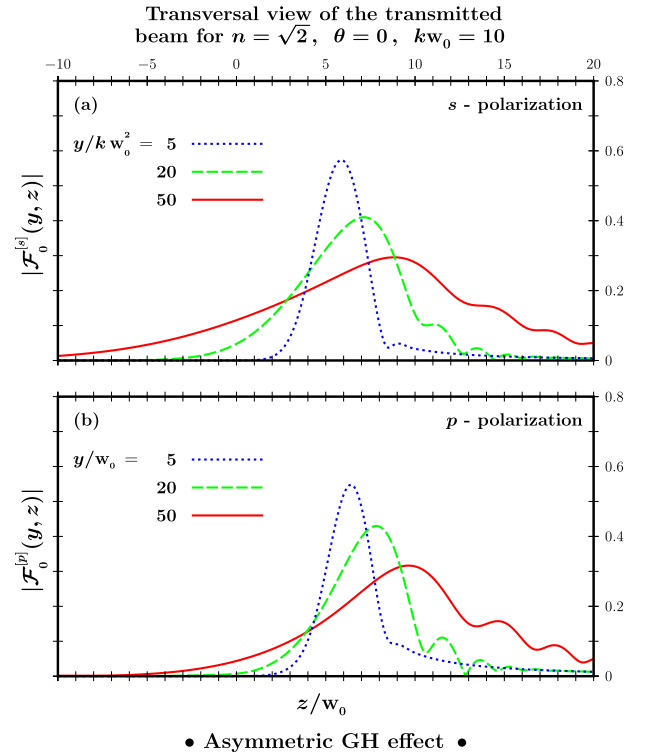 Transversal view of the transmitted
beam for n = √2 , θ = 0 , kw₀ = 10
−10 −5 0 5 10 15 20
(a) s - polarization
y/k w₀² = 5
20
50
|𝓕₀^[s](y, z)|
0.8
0.6
0.4
0.2
0
(b) p - polarization
y/w₀ = 5
20
50
|𝓕₀^[p](y, z)|
0.8
0.6
0.4
0.2
0
z/w₀
• Asymmetric GH effect •